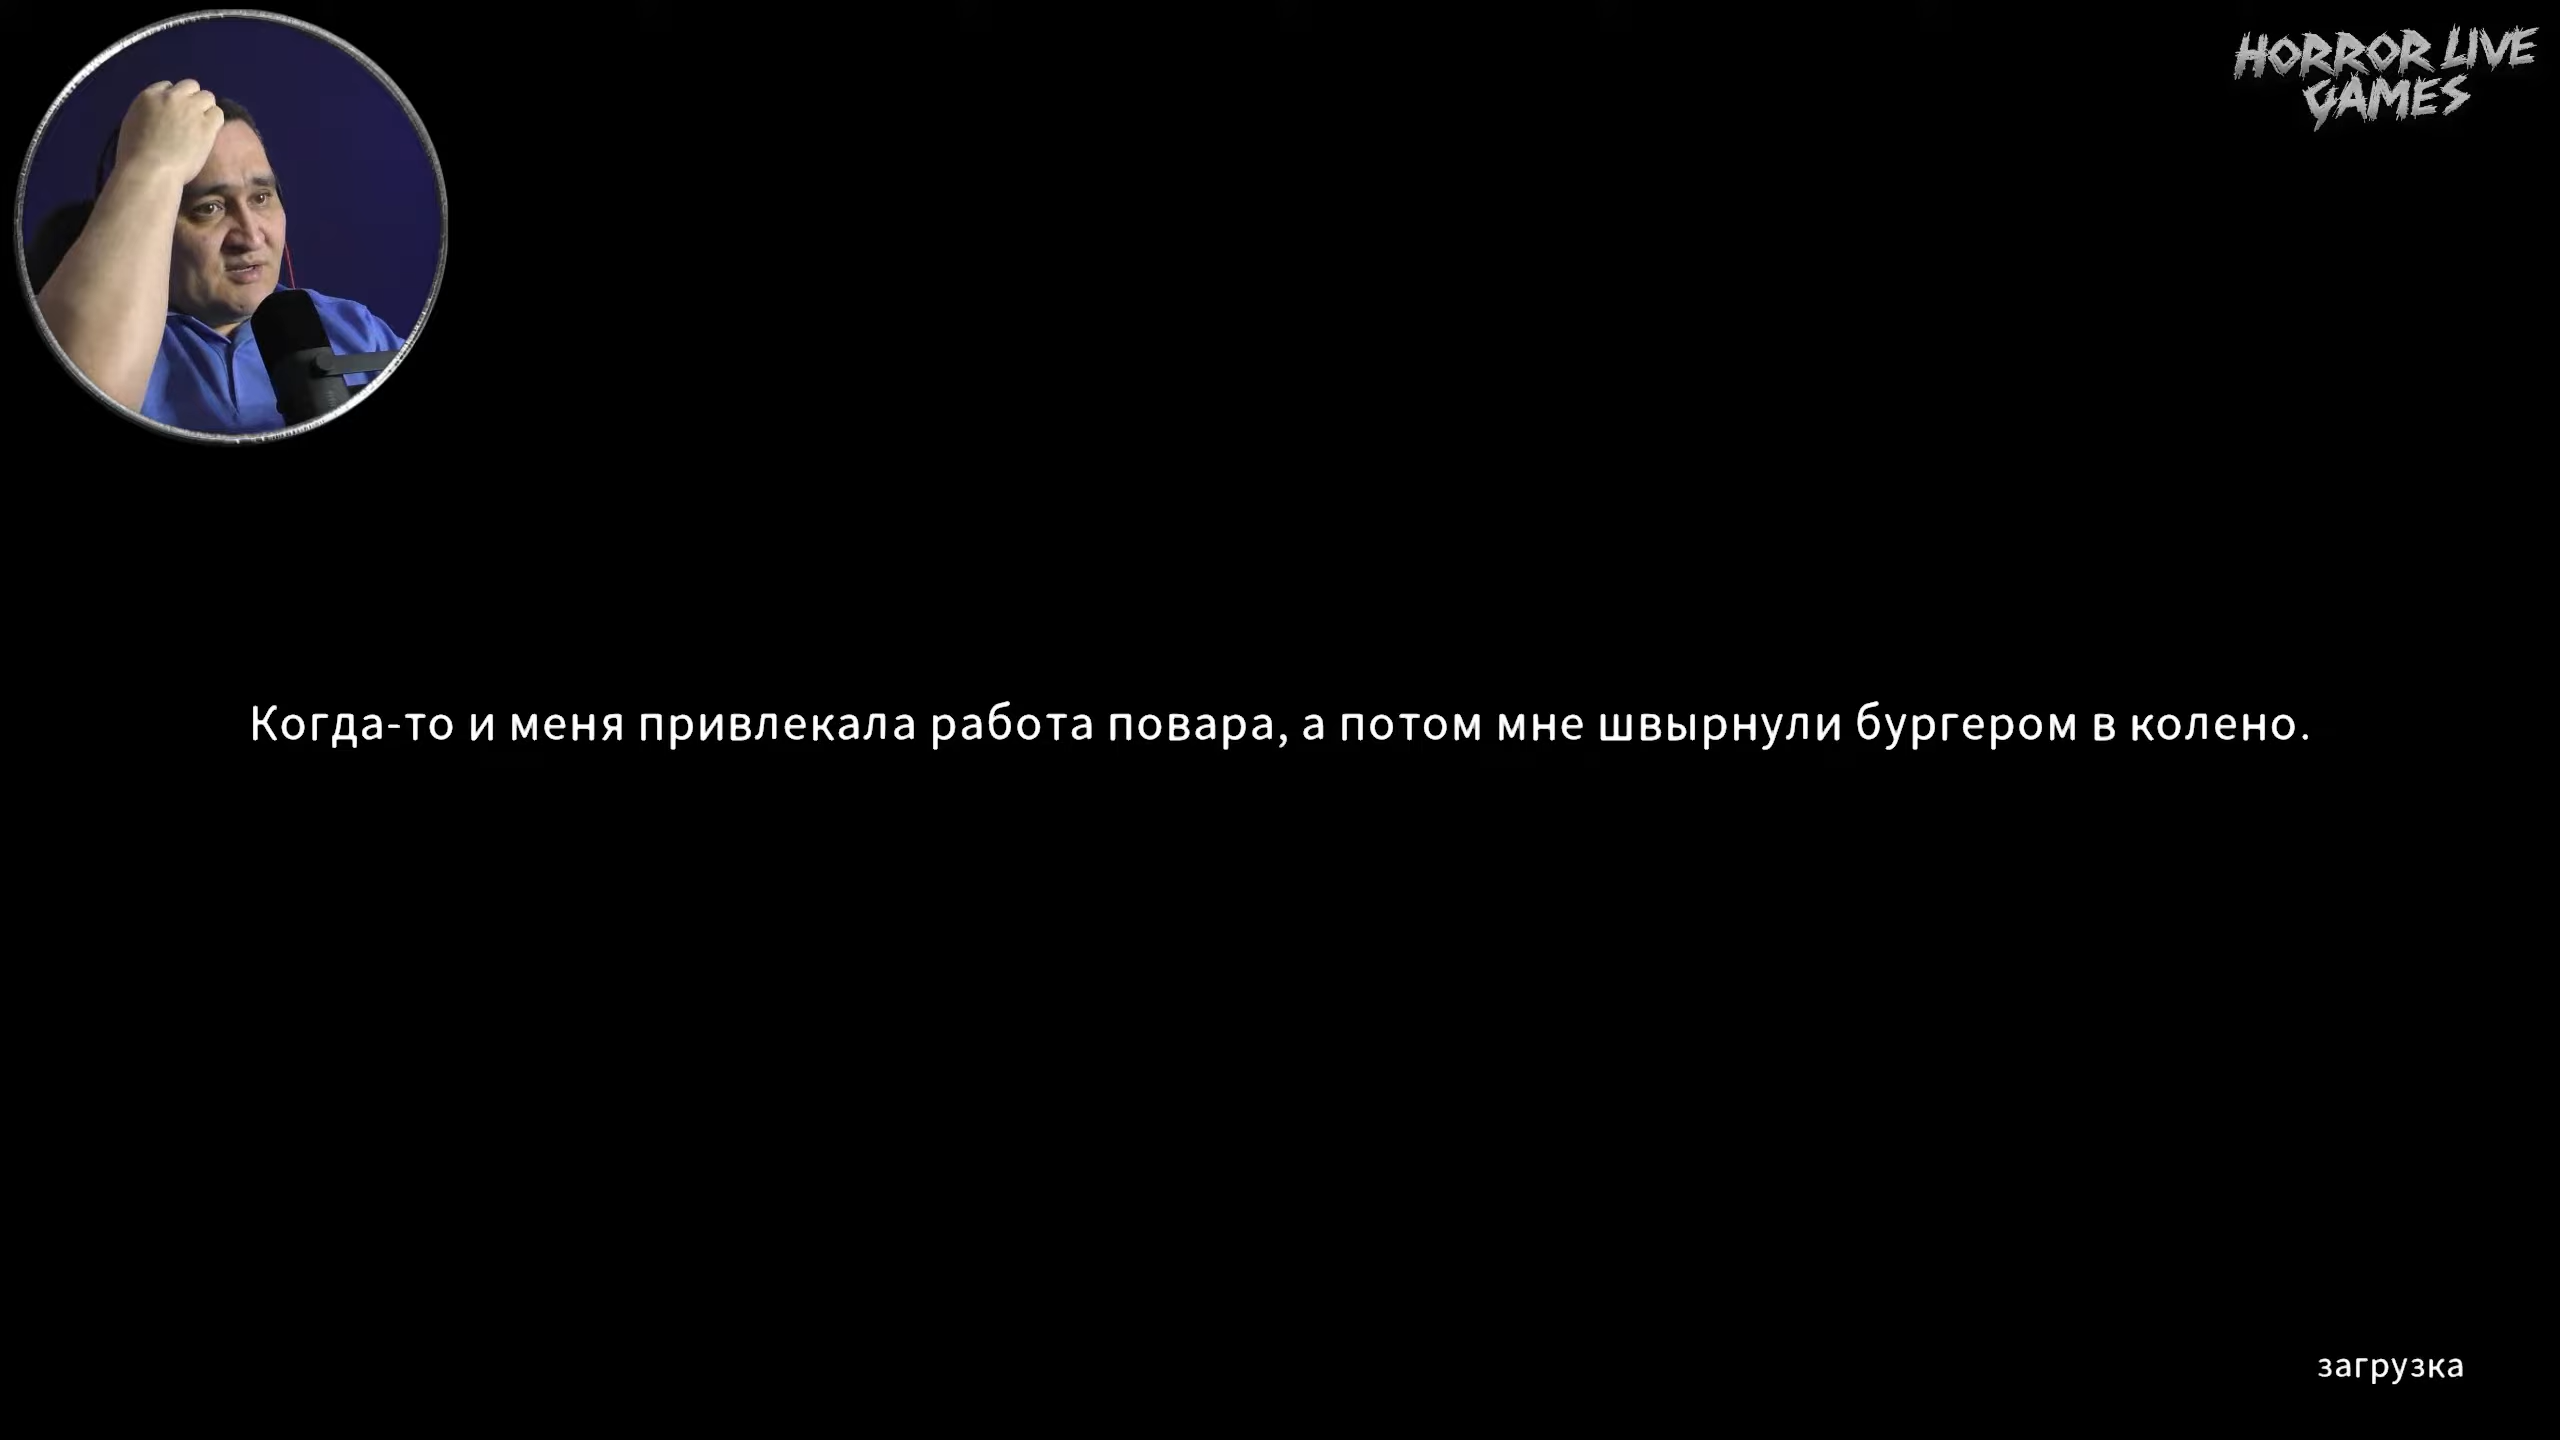 HORROR LIVE
GAMES
Когда-то и меня привлекала работа повара, а потом мне швырнули бургером в колено.
загрузка